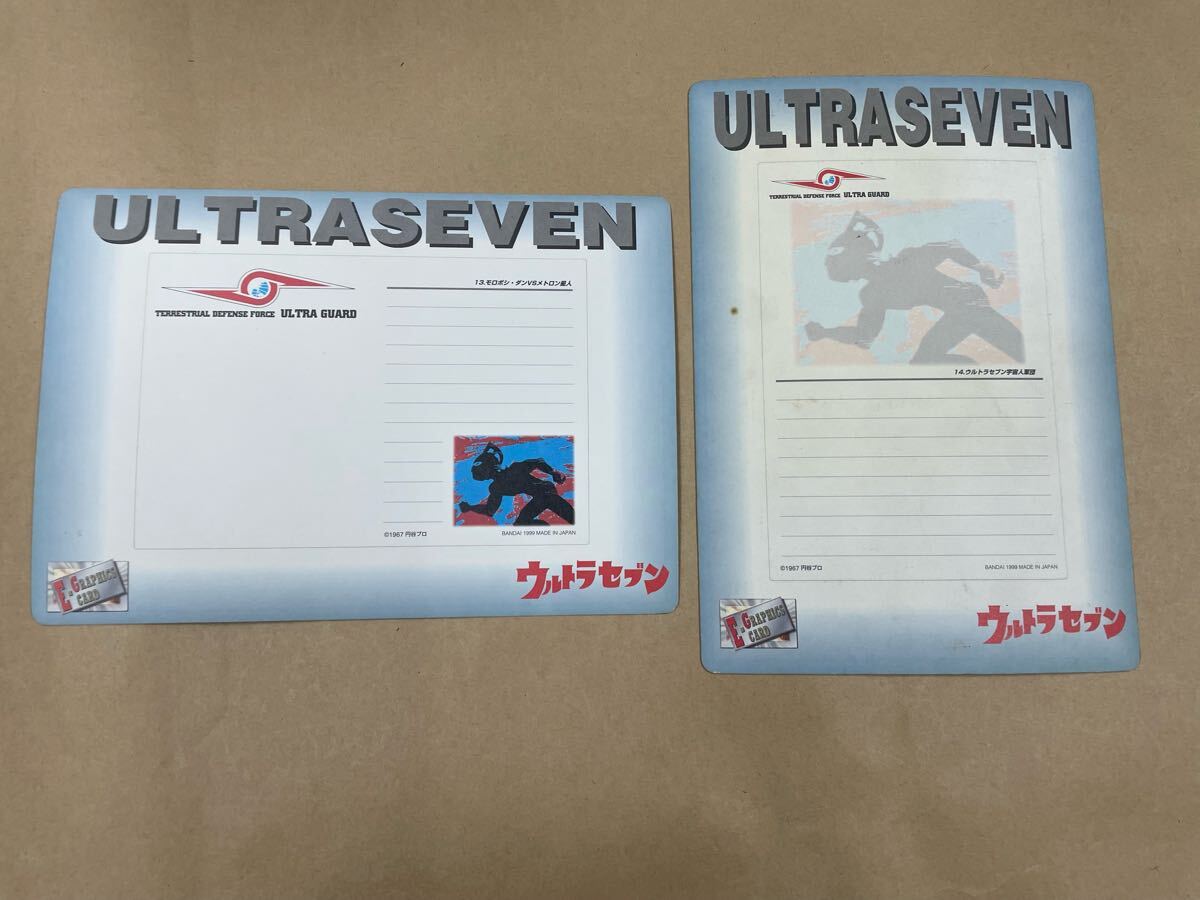 ULTRASEVEN
TERRESTRIAL DEFENSE FORCE ULTRA GUARD
13.モロボシ・ダンVSメトロン星人
©1967 円谷プロ
BANDAI 1999 MADE IN JAPAN
E-GRAPHICS
CARD
ウルトラセブン
ULTRASEVEN
TERRESTRIAL DEFENSE FORCE ULTRA GUARD
14.ウルトラセブン宇宙人軍団
©1967 円谷プロ
BANDAI 1999 MADE IN JAPAN
E-GRAPHICS
CARD
ウルトラセブン